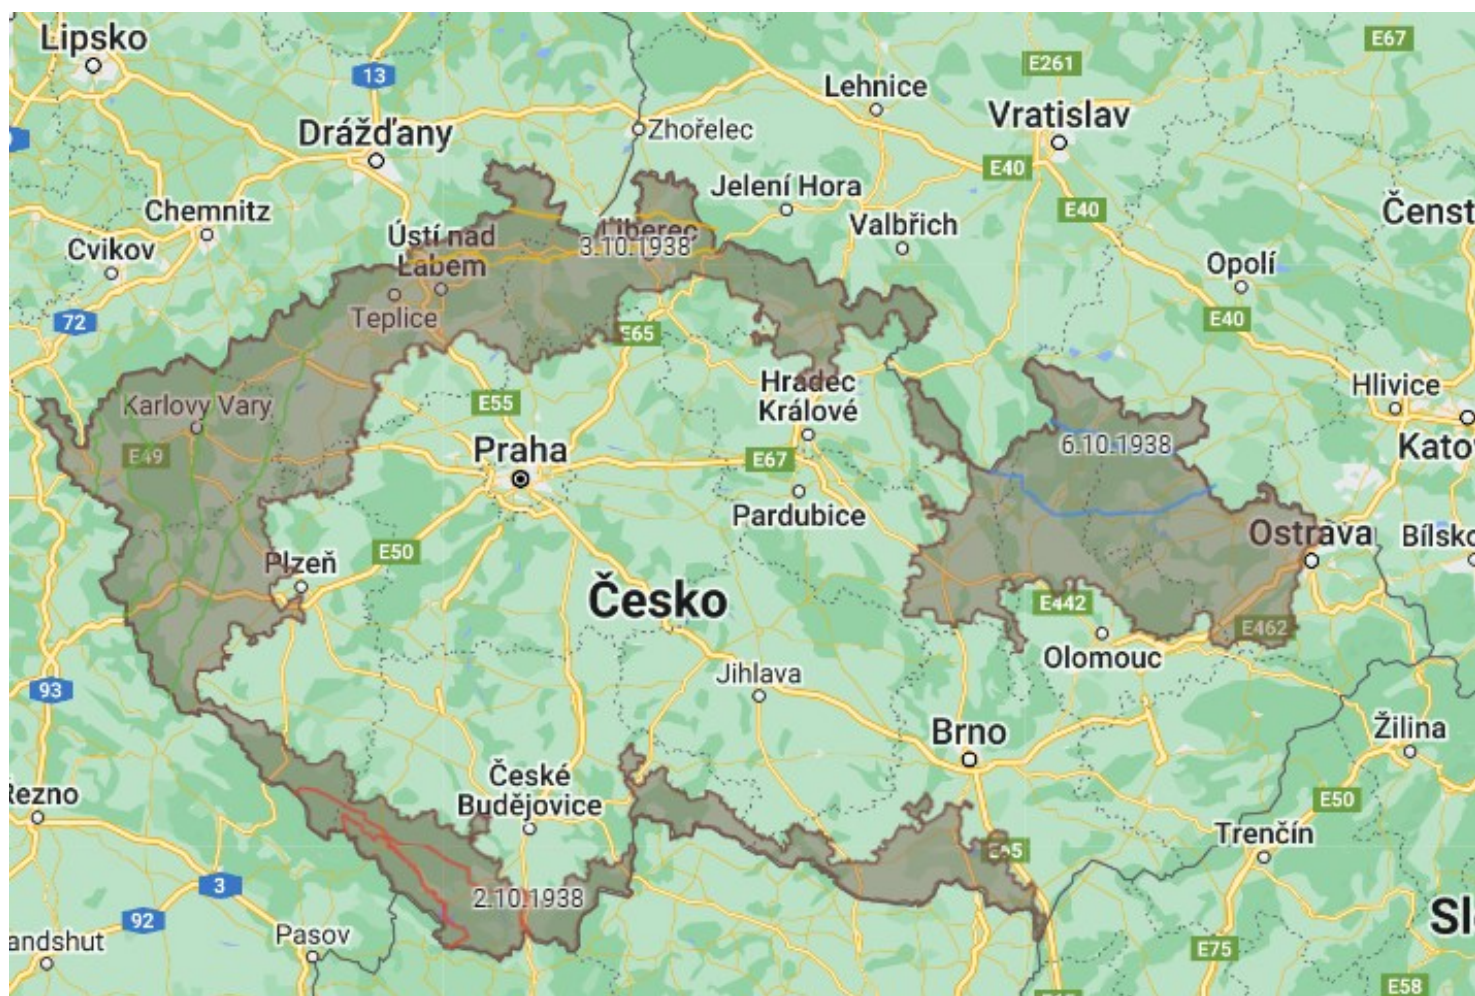 Lipsko
E67
13
E261
Lehnice
Vratislav
Drážďany
Zhořelec
E40
Jelení Hora
Chemnitz
E40
Čenst
Ústí nad
Labem
Liberec
3.10.1938
Valbřich
Cvikov
Opolí
Teplice
72
E40
E65
Hradec
Králové
Hlivice
Karlovy Vary
E55
Praha
6.10.1938
Kato
E49
E67
Pardubice
Ostrava
Bílsko
E50
Plzeň
Česko
E442
E462
Olomouc
Jihlava
93
Brno
Žilina
České
Budějovice
Řezno
E50
Trenčín
E65
3
2.10.1938
92
Pasov
andshut
Sl
E75
E58